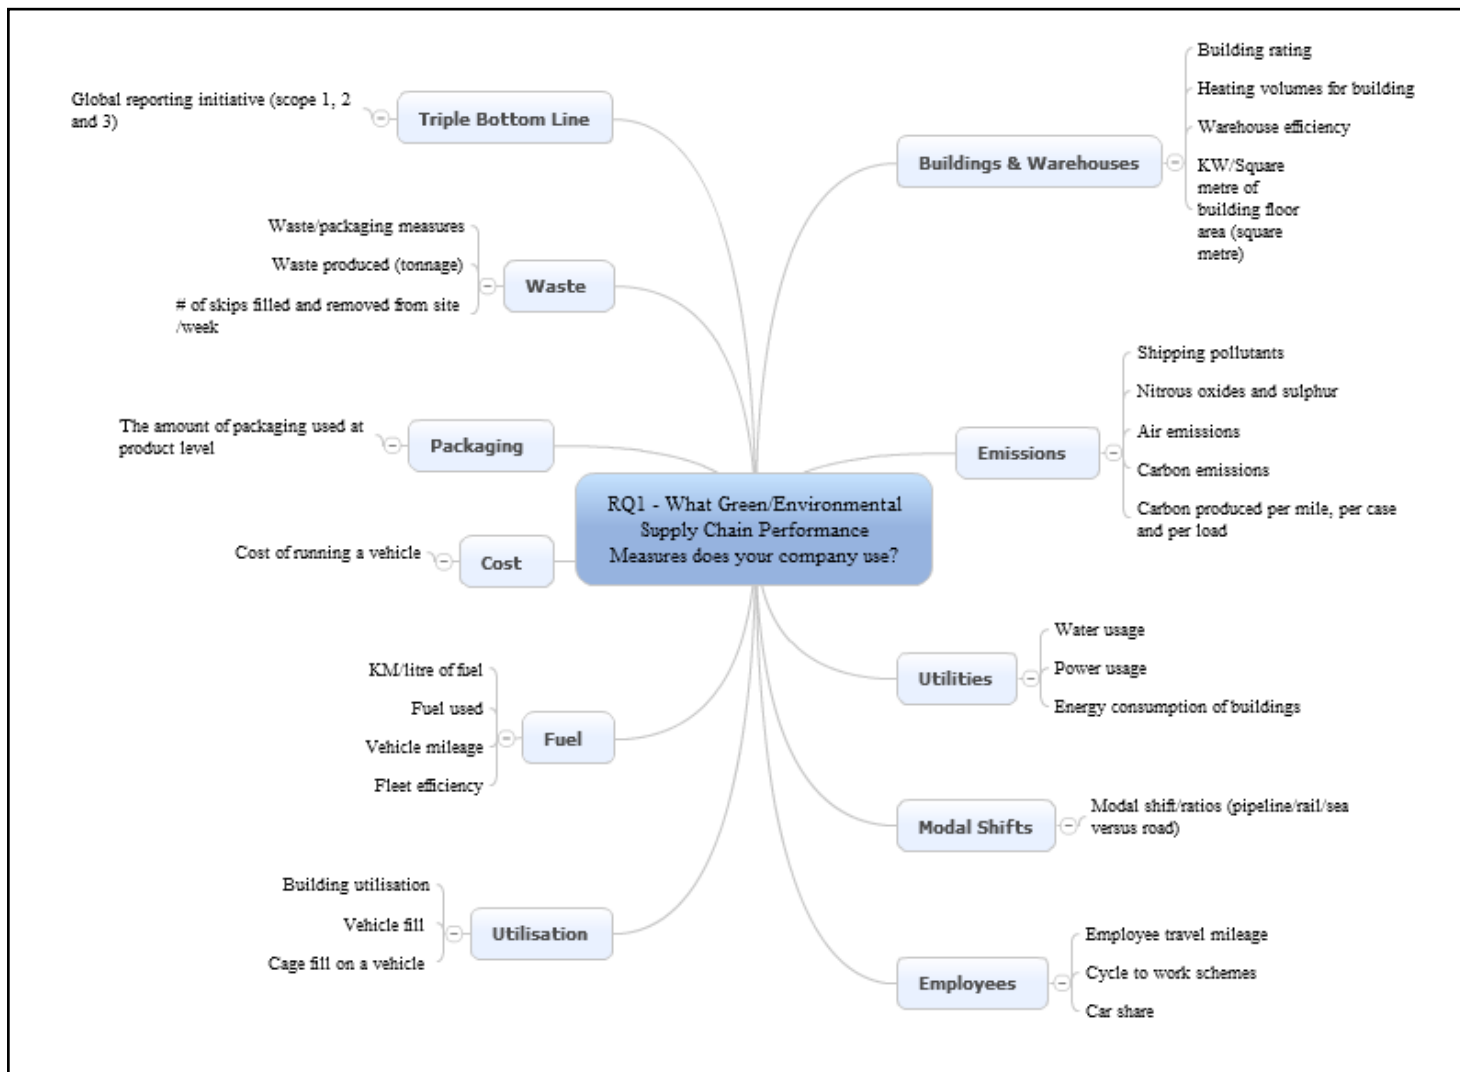 RQ1 - What Green/Environmental
Supply Chain Performance
Measures does your company use?
Triple Bottom Line
Global reporting initiative (scope 1, 2
and 3)
Waste
Waste/packaging measures
Waste produced (tonnage)
# of skips filled and removed from site
/week
Packaging
The amount of packaging used at
product level
Cost
Cost of running a vehicle
Fuel
KM/litre of fuel
Fuel used
Vehicle mileage
Fleet efficiency
Utilisation
Building utilisation
Vehicle fill
Cage fill on a vehicle
Buildings & Warehouses
Building rating
Heating volumes for building
Warehouse efficiency
KW/Square
metre of
building floor
area (square
metre)
Emissions
Shipping pollutants
Nitrous oxides and sulphur
Air emissions
Carbon emissions
Carbon produced per mile, per case
and per load
Utilities
Water usage
Power usage
Energy consumption of buildings
Modal Shifts
Modal shift/ratios (pipeline/rail/sea
versus road)
Employees
Employee travel mileage
Cycle to work schemes
Car share